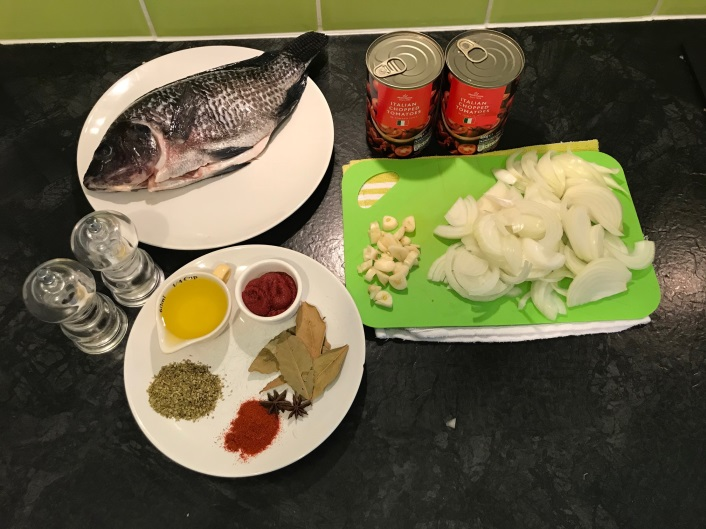 ITALIAN
CHOPPED
TOMATOES
ITALIAN
CHOPPED
TOMATOES